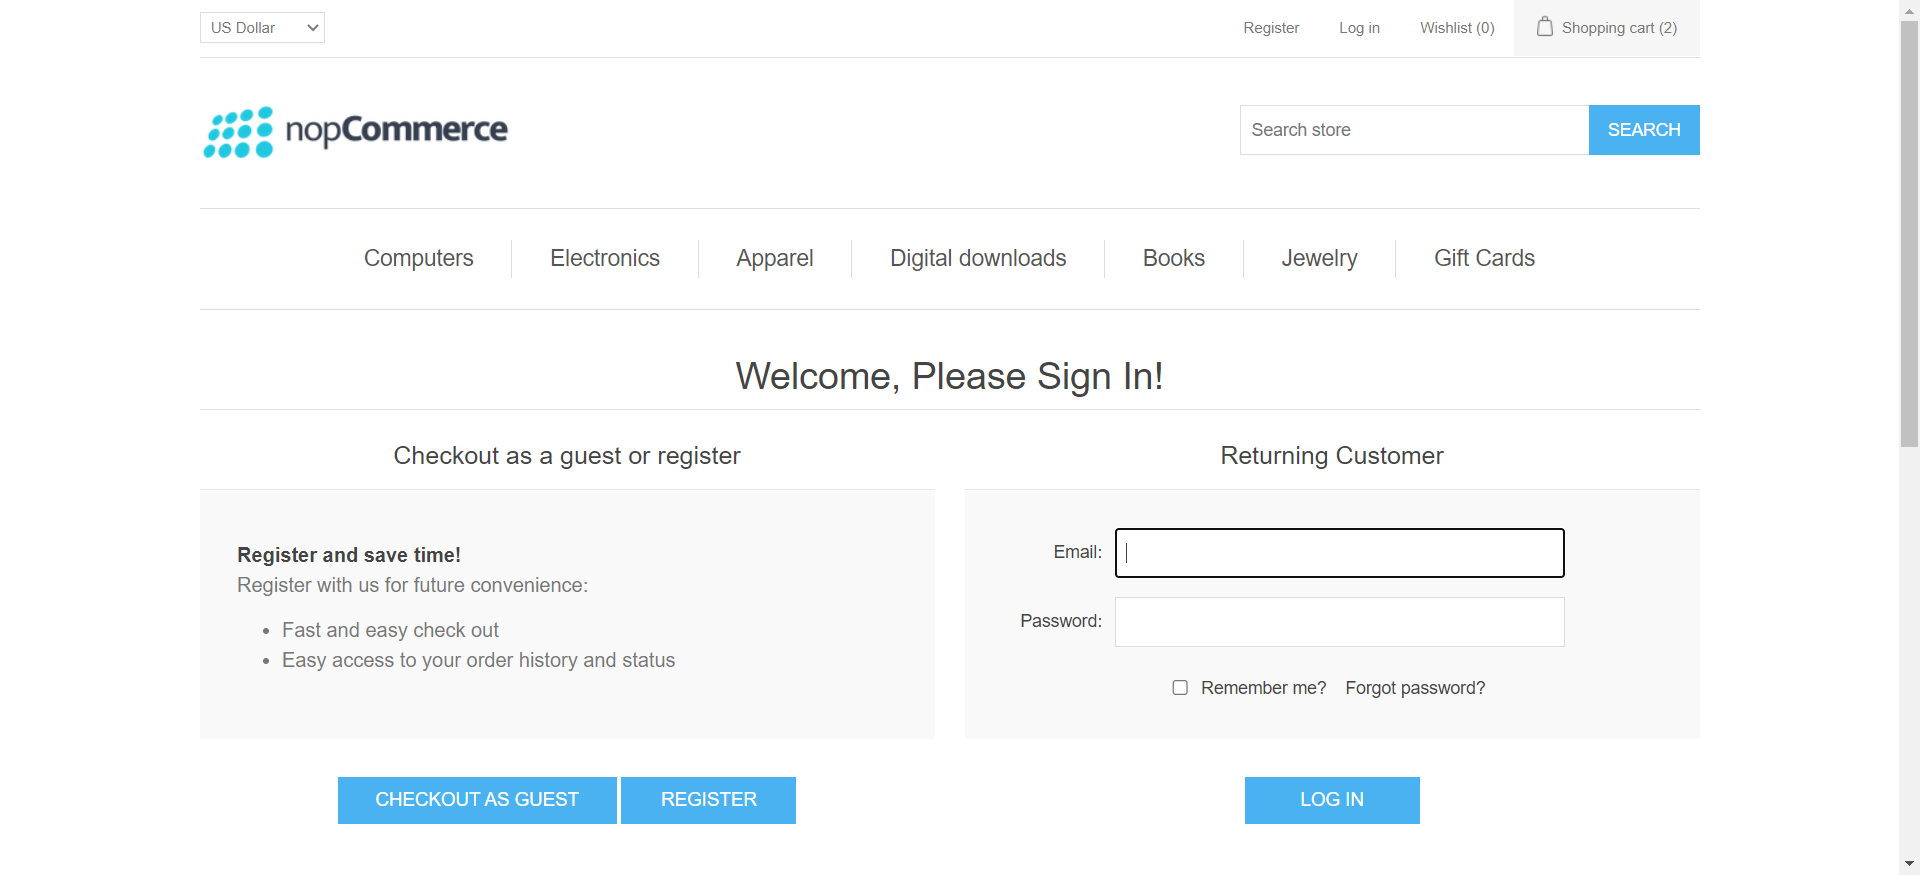 US Dollar
Register
Log in
Wishlist (0)
Shopping cart (2)
nopCommerce
Search store
SEARCH
Computers
Electronics
Apparel
Digital downloads
Books
Jewelry
Gift Cards
Welcome, Please Sign In!
Checkout as a guest or register
Register and save time!
Register with us for future convenience:
Fast and easy check out
Easy access to your order history and status
CHECKOUT AS GUEST
REGISTER
Returning Customer
Email:
Password:
Remember me?
Forgot password?
LOG IN